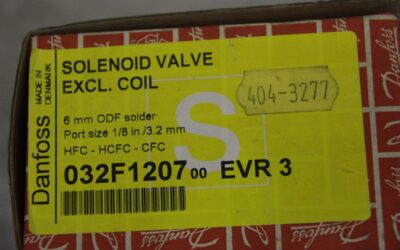 Danfoss
MADE IN
DENMARK
SOLENOID VALVE
EXCL. COIL
404-3277
6 mm ODF solder
Port size 1/8 in./3.2 mm
HFC - HCFC - CFC
032F1207 00 EVR 3
S
Danfoss